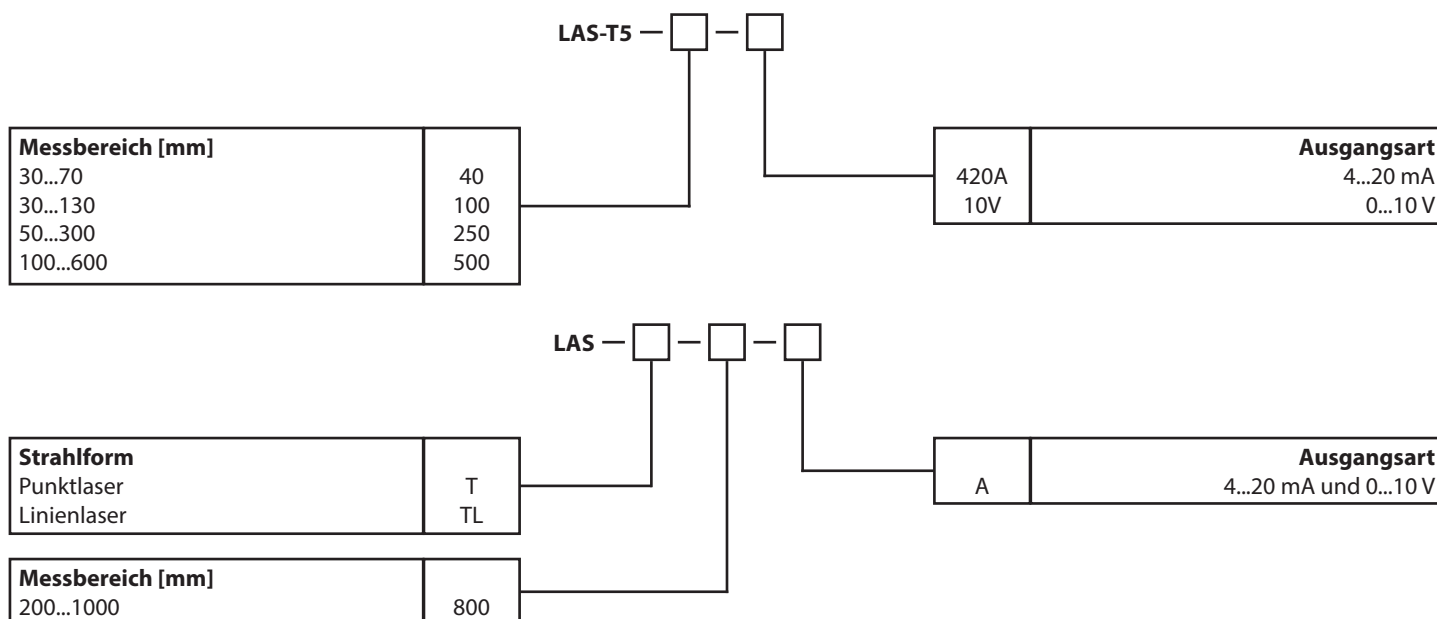 LAS-T5 — □ — □
Messbereich [mm]
30...70 40
30...130 100
50...300 250
100...600 500
Ausgangsart
420A 4...20 mA
10V 0...10 V
LAS — □ — □ — □
Strahlform
Punktlaser T
Linienlaser TL
Ausgangsart
A 4...20 mA und 0...10 V
Messbereich [mm]
200...1000 800